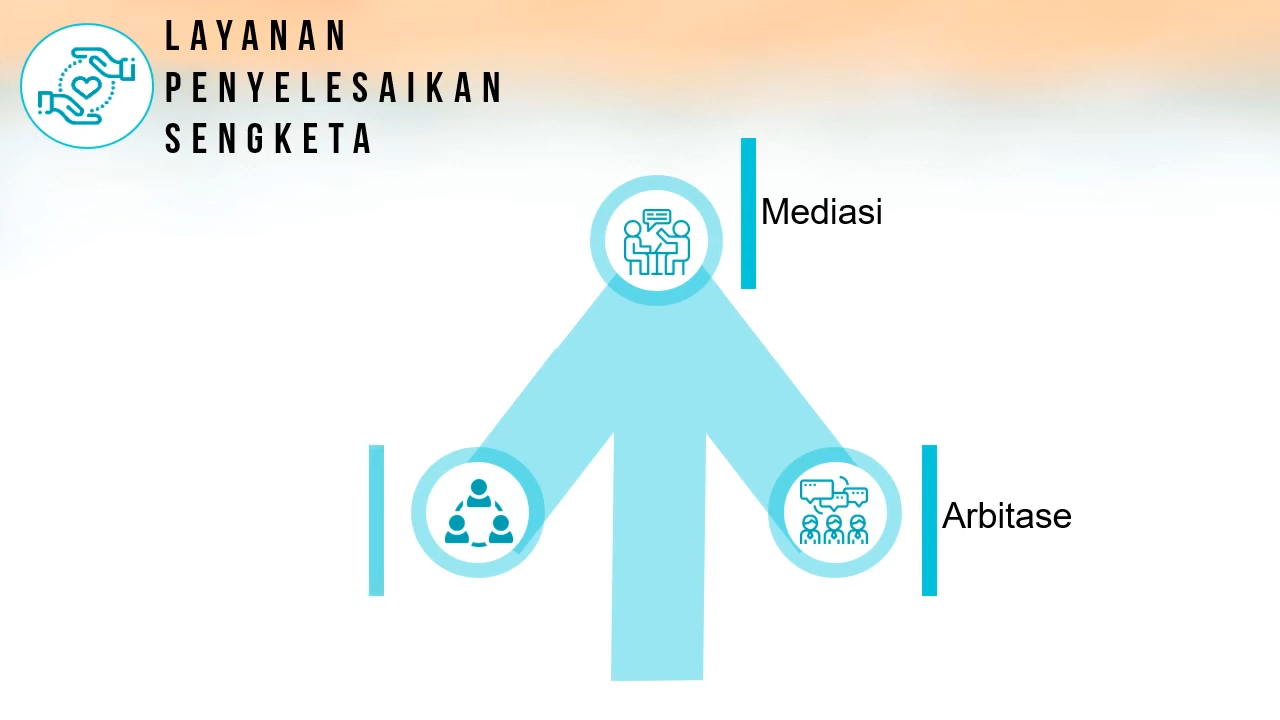 LAYANAN
PENYELESAIKAN
SENGKETA
Mediasi
Arbitase